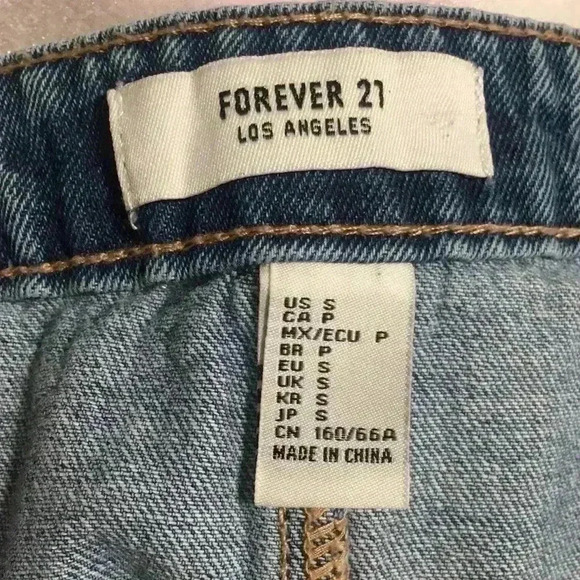 FOREVER 21
LOS ANGELES
US S
CA P
MX/ECU P
BR P
EU S
UK S
KR S
JP S
CN 160/66A
MADE IN CHINA